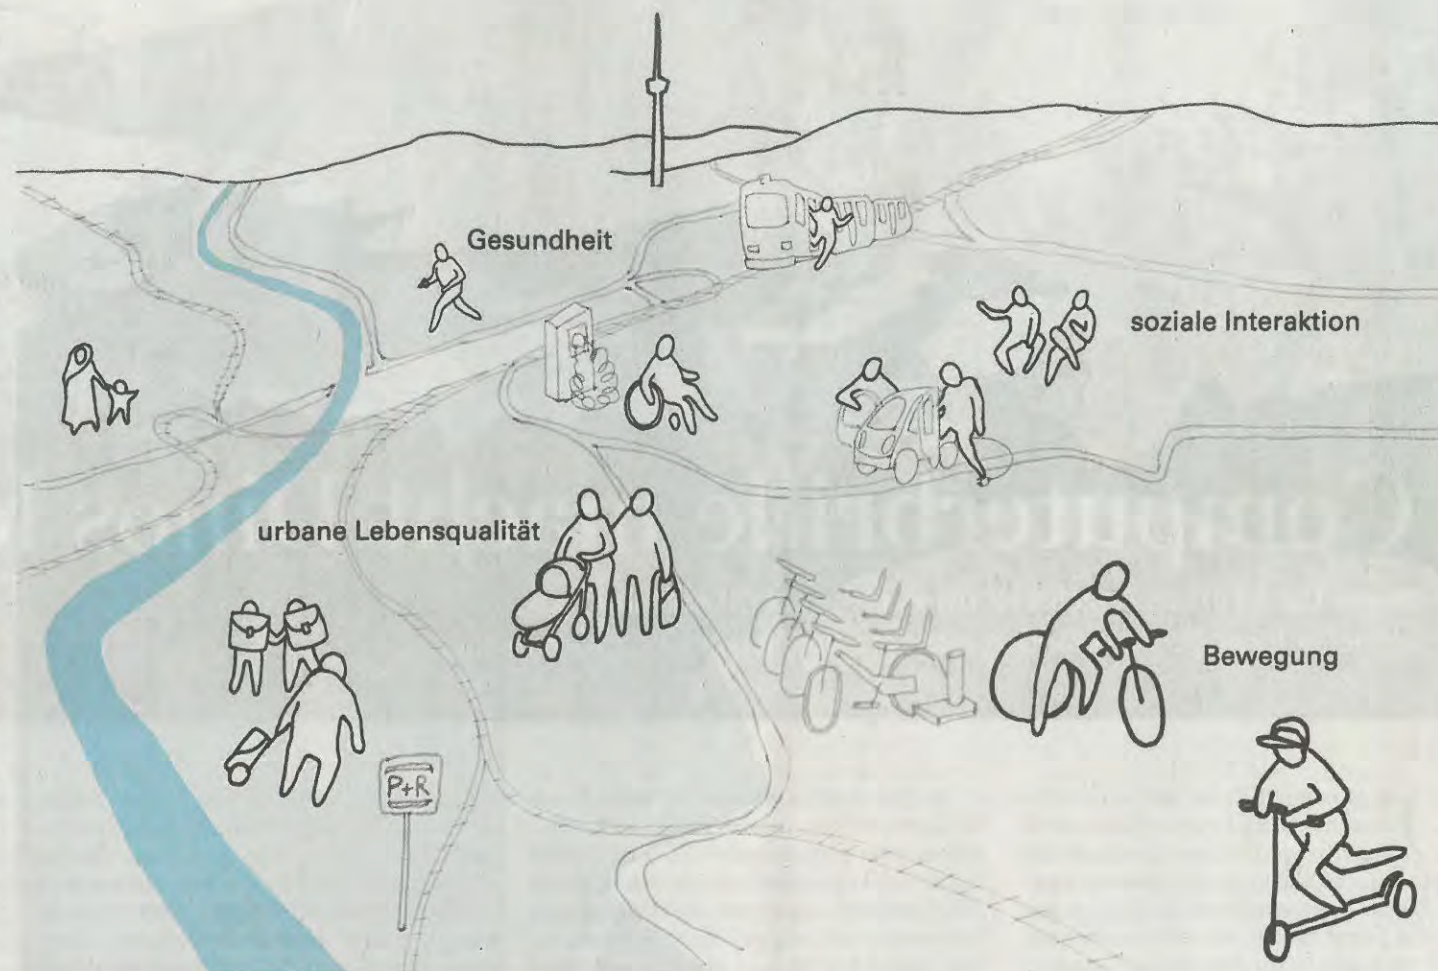 Gesundheit
soziale Interaktion
urbane Lebensqualität
Bewegung
P+R